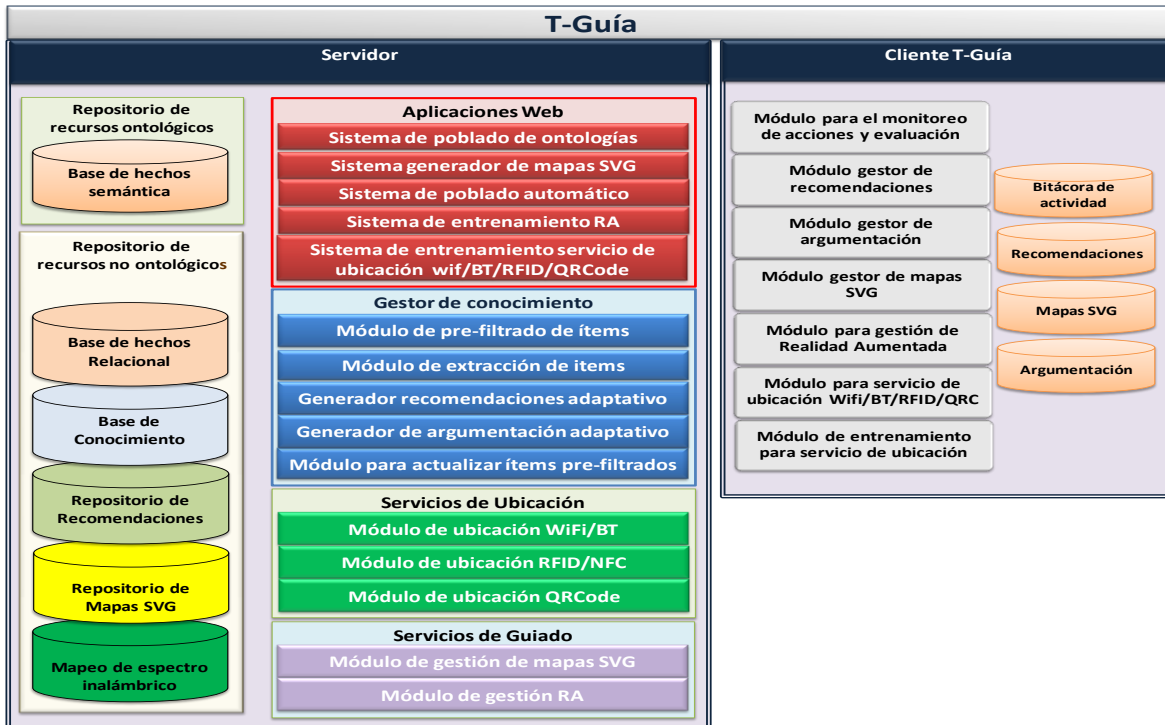 T-Guía
Servidor
Repositorio de
recursos ontológicos
Base de hechos
semántica
Repositorio de
recursos no ontológicos
Base de hechos
Relacional
Base de
Conocimiento
Repositorio de
Recomendaciones
Repositorio de
Mapas SVG
Mapeo de espectro
inalámbrico
Aplicaciones Web
Sistema de poblado de ontologías
Sistema generador de mapas SVG
Sistema de poblado automático
Sistema de entrenamiento RA
Sistema de entrenamiento servicio de
ubicación wif/BT/RFID/QRCode
Gestor de conocimiento
Módulo de pre-filtrado de ítems
Módulo de extracción de items
Generador recomendaciones adaptativo
Generador de argumentación adaptativo
Módulo para actualizar ítems pre-filtrados
Servicios de Ubicación
Módulo de ubicación WiFi/BT
Módulo de ubicación RFID/NFC
Módulo de ubicación QRCode
Servicios de Guiado
Módulo de gestión de mapas SVG
Módulo de gestión RA
Cliente T-Guía
Módulo para el monitoreo
de acciones y evaluación
Módulo gestor de
recomendaciones
Módulo gestor de
argumentación
Módulo gestor de mapas
SVG
Módulo para gestión de
Realidad Aumentada
Módulo para servicio de
ubicación Wifi/BT/RFID/QRC
Módulo de entrenamiento
para servicio de ubicación
Bitácora de
actividad
Recomendaciones
Mapas SVG
Argumentación